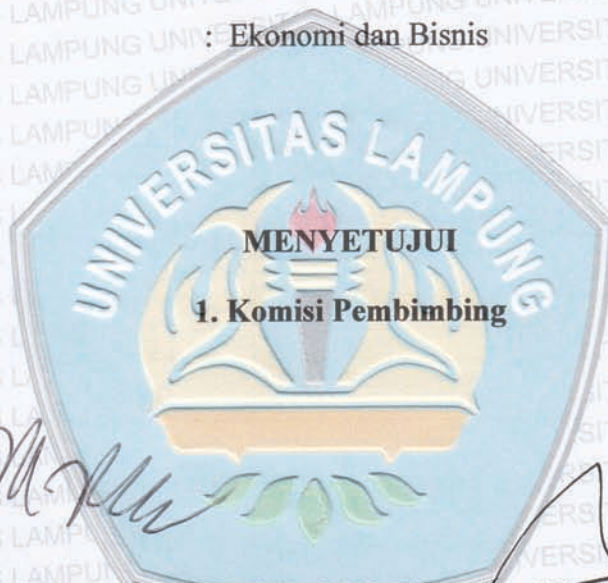 : Ekonomi dan Bisnis
UNIVERSITAS LAMPUNG
MENYETUJUI
1. Komisi Pembimbing